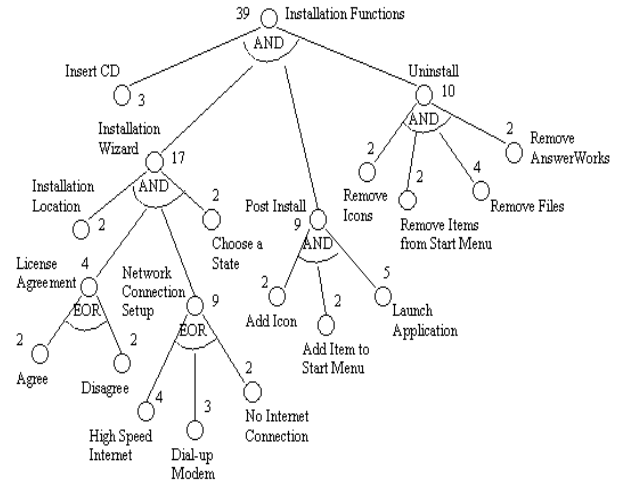 39 Installation Functions
AND
Insert CD
3
Uninstall
10
AND
Installation
Wizard
17
AND
2
Remove
AnswerWorks
2
Remove
Icons
2
Remove Items
from Start Menu
4
Remove Files
Installation
Location
2
2
Choose a
State
Post Install
9
AND
License
Agreement
4
EOR
Network
Connection
Setup
9
EOR
2
Add Icon
2
Add Item to
Start Menu
5
Launch
Application
2
Agree
2
Disagree
4
High Speed
Internet
3
Dial-up
Modem
2
No Internet
Connection